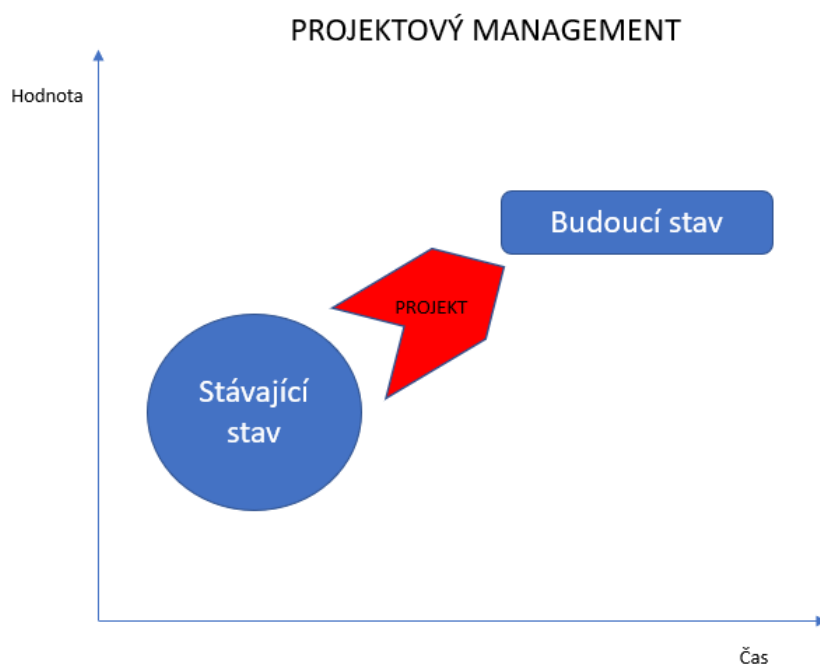 PROJEKTOVÝ MANAGEMENT
Hodnota
Budoucí stav
PROJEKT
Stávající
stav
Čas